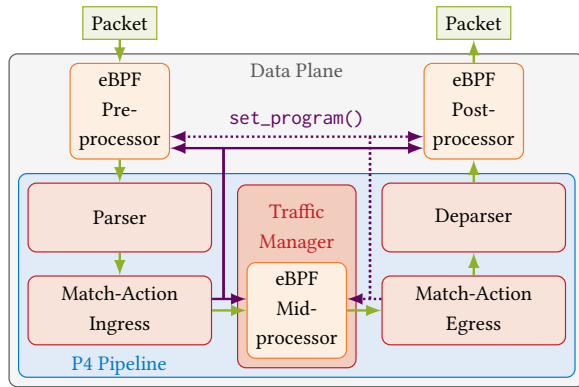 Packet
Packet
Data Plane
eBPF
Pre-
processor
eBPF
Post-
processor
set_program()
Parser
Traffic
Manager
Deparser
Match-Action
Ingress
eBPF
Mid-
processor
Match-Action
Egress
P4 Pipeline